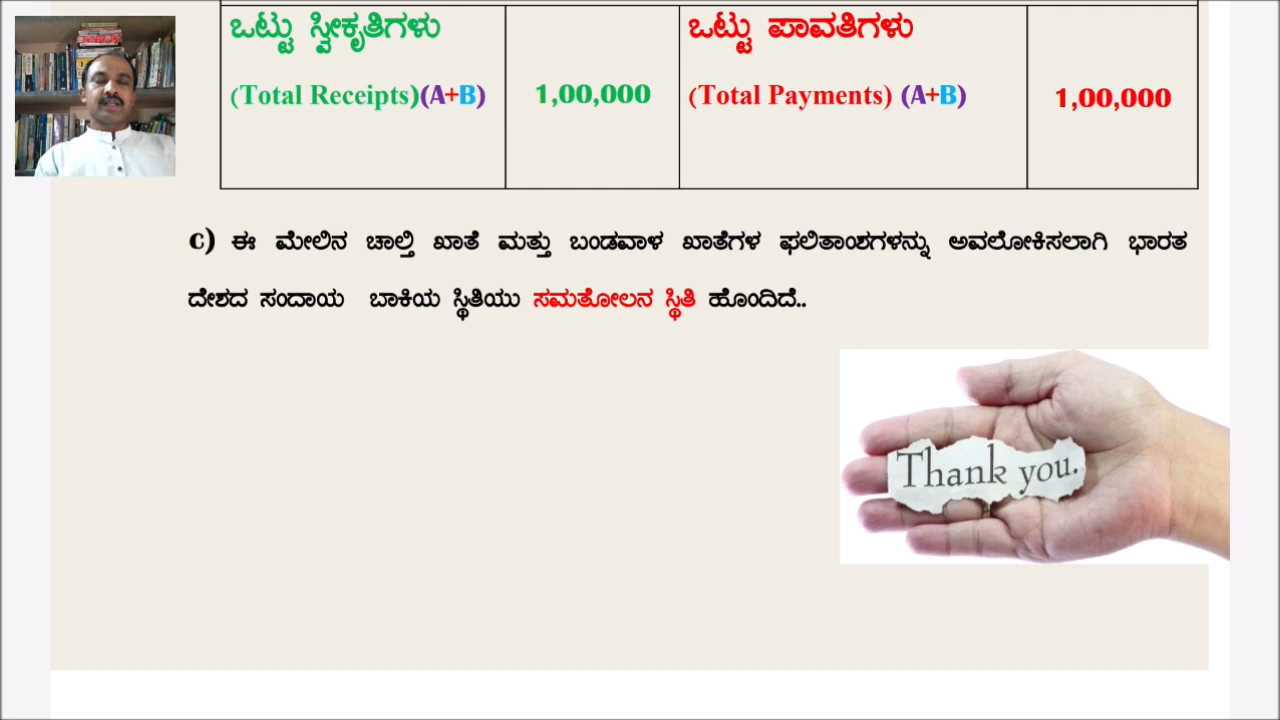 ಒಟ್ಟು ಸ್ವೀಕೃತಿಗಳು
(Total Receipts)(A+B)
1,00,000
ಒಟ್ಟು ಪಾವತಿಗಳು
(Total Payments) (A+B)
1,00,000
c) ಈ ಮೇಲಿನ ಚಾಲ್ತಿ ಖಾತೆ ಮತ್ತು ಬಂಡವಾಳ ಖಾತೆಗಳ ಫಲಿತಾಂಶಗಳನ್ನು ಅವಲೋಕಿಸಲಾಗಿ ಭಾರತ
ದೇಶದ ಸಂದಾಯ ಬಾಕಿಯ ಸ್ಥಿತಿಯು ಸಮತೋಲನ ಸ್ಥಿತಿ ಹೊಂದಿದೆ..
Thank you.